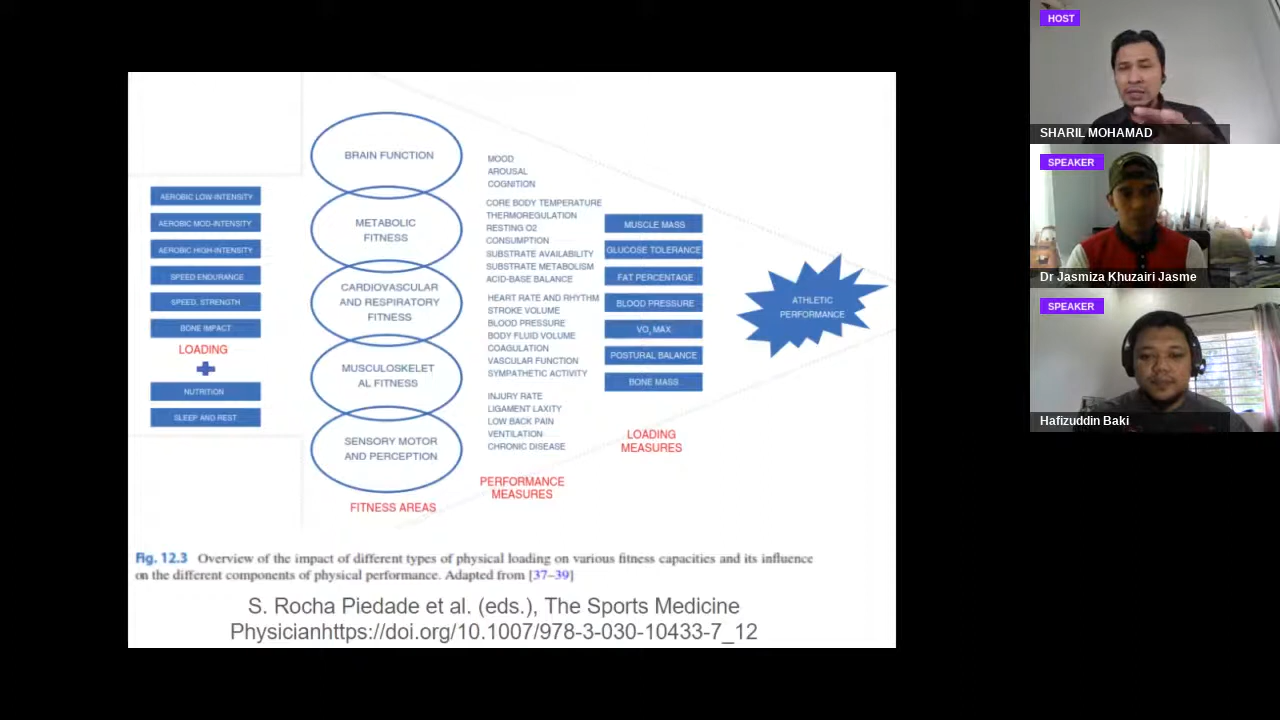 AEROBIC LOW-INTENSITY
AEROBIC MOD-INTENSITY
AEROBIC HIGH-INTENSITY
SPEED ENDURANCE
SPEED, STRENGTH
BONE IMPACT
LOADING
NUTRITION
SLEEP AND REST
BRAIN FUNCTION
METABOLIC
FITNESS
CARDIOVASCULAR
AND RESPIRATORY
FITNESS
MUSCULOSKELET
AL FITNESS
SENSORY MOTOR
AND PERCEPTION
FITNESS AREAS
MOOD
AROUSAL
COGNITION
CORE BODY TEMPERATURE
THERMOREGULATION
RESTING O2
CONSUMPTION
SUBSTRATE AVAILABILITY
SUBSTRATE METABOLISM
ACID-BASE BALANCE
HEART RATE AND RHYTHM
STROKE VOLUME
BLOOD PRESSURE
BODY FLUID VOLUME
COAGULATION
VASCULAR FUNCTION
SYMPATHETIC ACTIVITY
INJURY RATE
LIGAMENT LAXITY
LOW BACK PAIN
VENTILATION
CHRONIC DISEASE
PERFORMANCE
MEASURES
MUSCLE MASS
GLUCOSE TOLERANCE
FAT PERCENTAGE
BLOOD PRESSURE
VO₂ MAX
POSTURAL BALANCE
BONE MASS
LOADING
MEASURES
ATHLETIC
PERFORMANCE
Fig. 12.3 Overview of the impact of different types of physical loading on various fitness capacities and its influence
on the different components of physical performance. Adapted from [37–39]
S. Rocha Piedade et al. (eds.), The Sports Medicine
Physicianhttps://doi.org/10.1007/978-3-030-10433-7_12
HOST
SHARIL MOHAMAD
SPEAKER
Dr Jasmiza Khuzairi Jasme
SPEAKER
Hafizuddin Baki